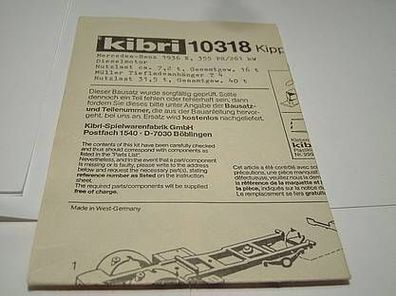 kibri 10318 Kipp
Mercedes-Benz 1936 K, 355 PS/261 kW
Dieselmotor
Nutzlast ca. 7,2 t, Gesamtgew. 16 t
Müller Tiefladeanhänger T 4
Nutzlast 31,5 t, Gesamtgew. 40 t
Dieser Bausatz wurde sorgfältig geprüft. Sollte
dennoch ein Teil fehlen oder fehlerhaft sein, dann
fordern Sie dieses bitte unter Angabe der Bausatz-
und Teilenummer, die aus der Bauanleitung hervor-
geht, bei uns an. Ersatz wird kostenlos nachgeliefert.
Kibri-Spielwarenfabrik GmbH
Postfach 1540 · D-7030 Böblingen
The contents of this kit have been carefully checked
and thus should correspond with components as
listed in the "Parts List".
Nevertheless, and in the event that a part/component
is missing or is faulty, please write to the address
below and request the necessary part(s), stating
reference number as listed on the instruction
sheet.
The required parts/components will be supplied
free of charge.
Made in West-Germany
1
kib
Cet article a été contrôlé avec soi
précautions, une pièce manquait
défectueuse, veuillez nous le dem
la référence de la maquette et l
la pièce, indiqués sur la notice du
Le remplacement se fera gratuit